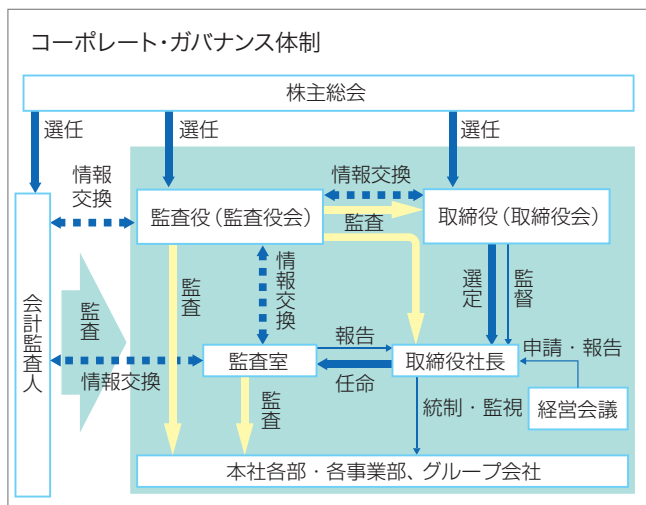 コーポレート・ガバナンス体制
株主総会
選任
選任
選任
情報
交換
情報交換
監査役（監査役会）
取締役（取締役会）
監査
会計監査人
監査
監査
情報交換
選定
監督
報告
申請・報告
監査室
取締役社長
情報交換
任命
経営会議
監査
統制・監視
本社各部・各事業部、グループ会社